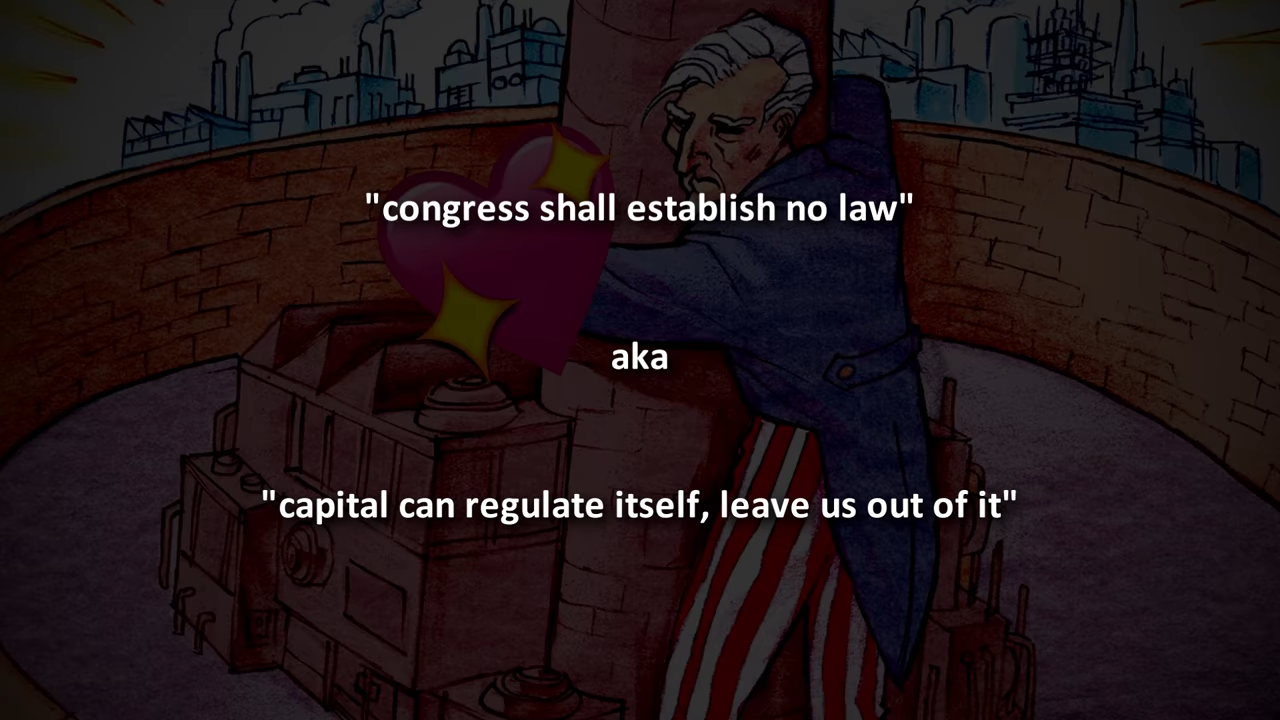 "congress shall establish no law"
aka
"capital can regulate itself, leave us out of it"